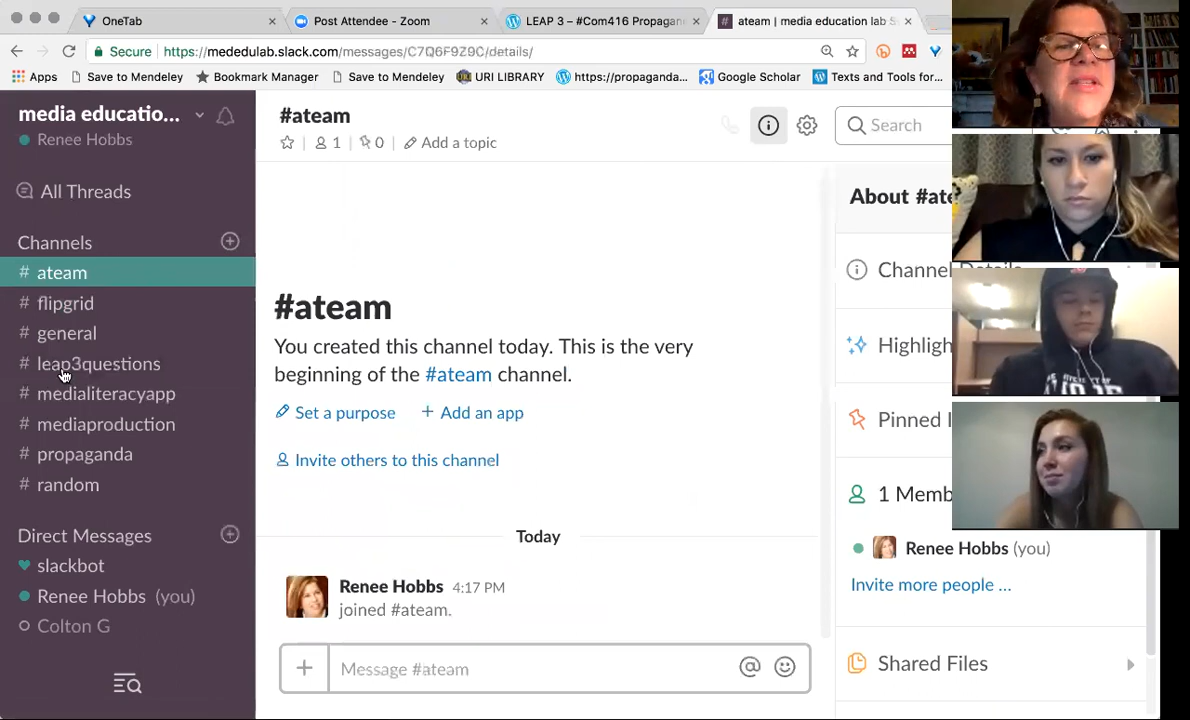 OneTab
Post Attendee - Zoom
LEAP 3 – #Com416 Propagan
ateam | media education lab S
Secure
https://mededulab.slack.com/messages/C7Q6F9Z9C/details/
Apps
Save to Mendeley
Bookmark Manager
Save to Mendeley
URI LIBRARY
https://propaganda...
Google Scholar
Texts and Tools for...
media educatio...
Renee Hobbs
All Threads
Channels
# ateam
# flipgrid
# general
# leap3questions
# medialiteracyapp
# mediaproduction
# propaganda
# random
Direct Messages
slackbot
Renee Hobbs (you)
Colton G
#ateam
1
0
Add a topic
Search
#ateam
You created this channel today. This is the very
beginning of the #ateam channel.
Set a purpose
+ Add an app
Invite others to this channel
Today
Renee Hobbs 4:17 PM
joined #ateam.
Message #ateam
About #ate
Channel Details
Highligh
Pinned I
1 Memb
Renee Hobbs (you)
Invite more people ...
Shared Files